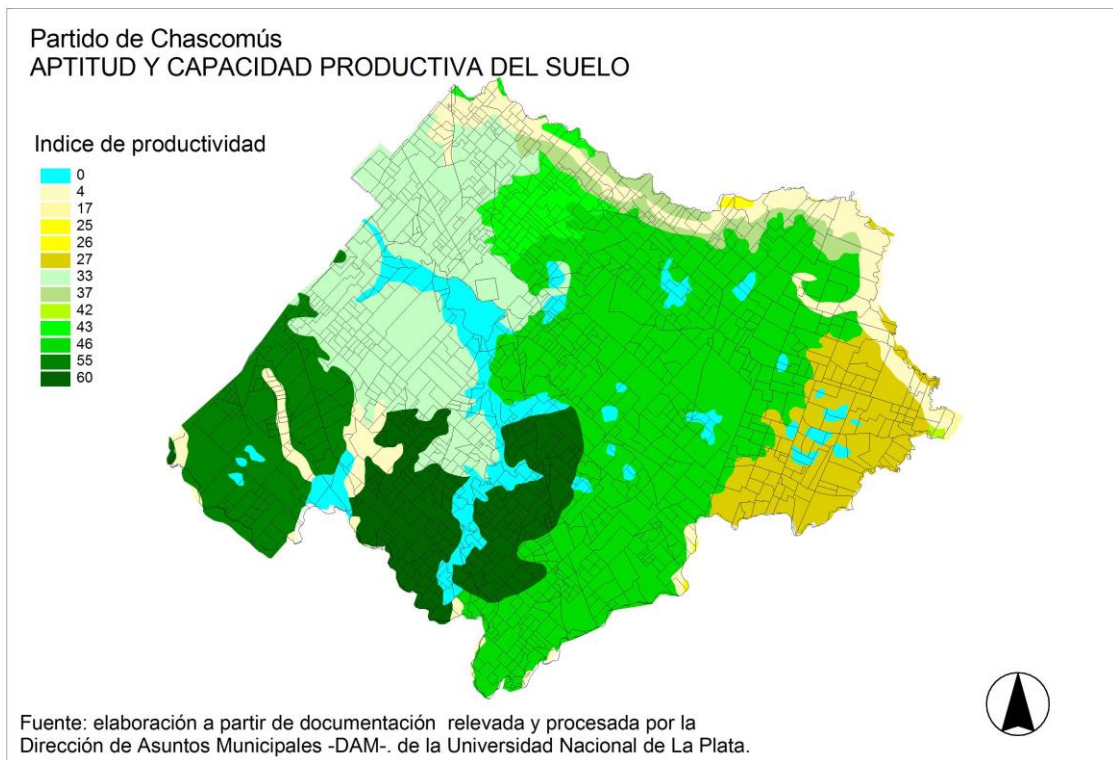 Partido de Chascomús
APTITUD Y CAPACIDAD PRODUCTIVA DEL SUELO
Indice de productividad
0
4
17
25
26
27
33
37
42
43
46
55
60
Fuente: elaboración a partir de documentación relevada y procesada por la
Dirección de Asuntos Municipales -DAM-. de la Universidad Nacional de La Plata.